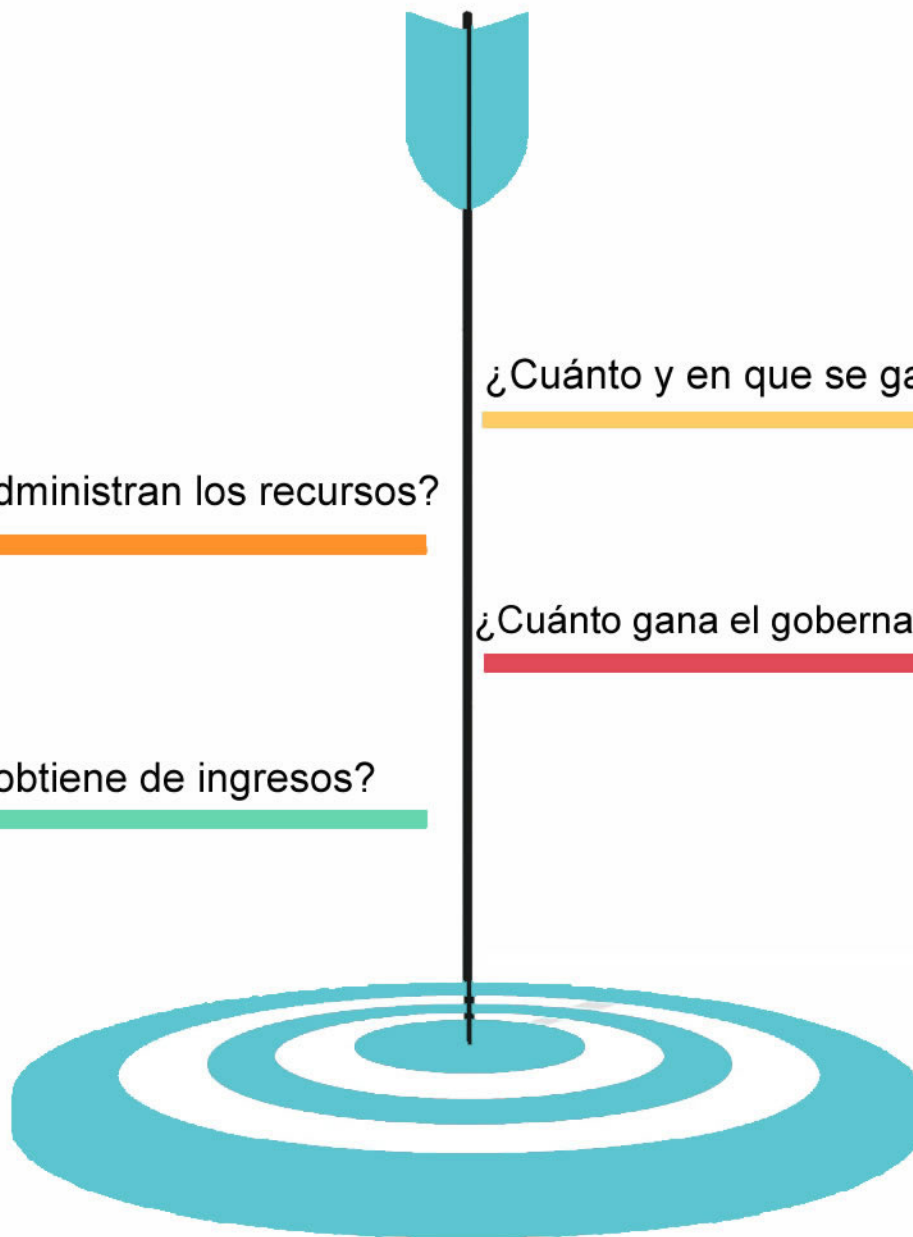 ¿Cuánto y en que se ga
dministran los recursos?
¿Cuánto gana el goberna
obtiene de ingresos?